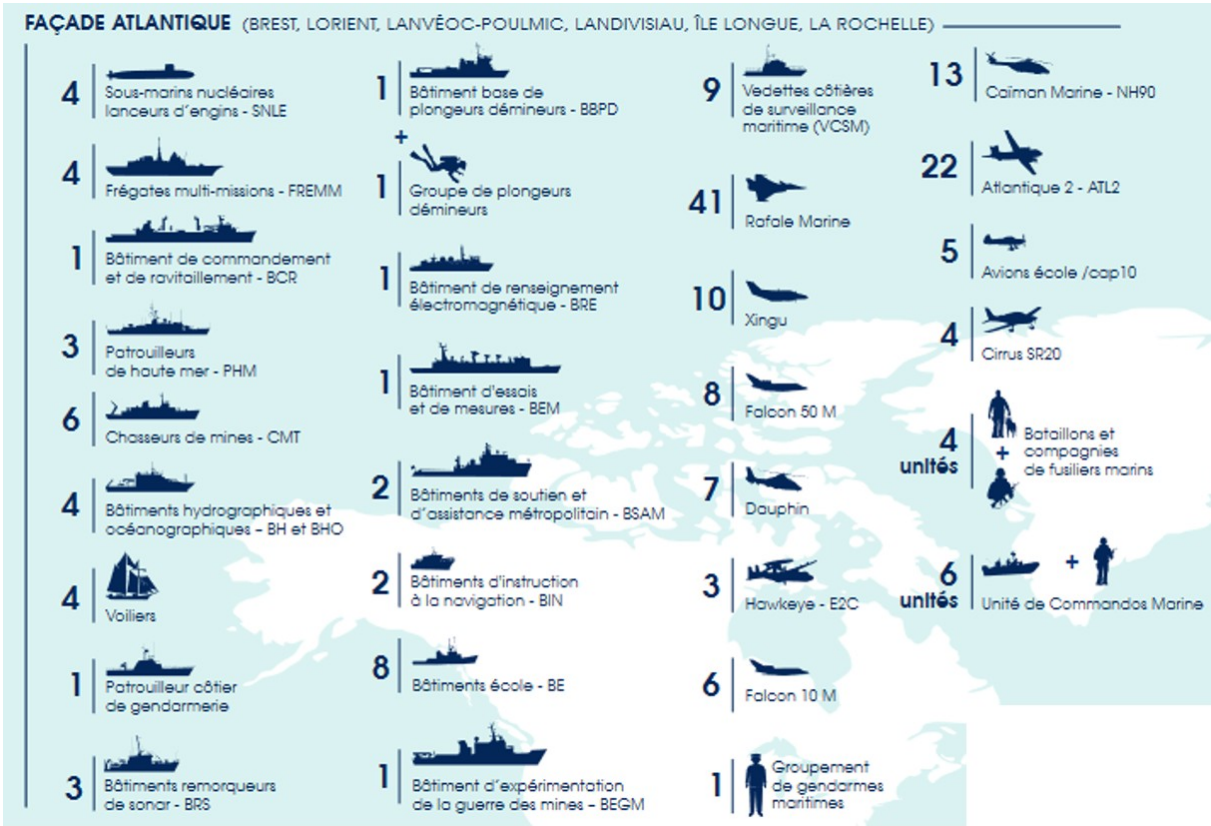 FAÇADE ATLANTIQUE (BREST, LORIENT, LANVÉOC-POULMIC, LANDIVISIAU, ÎLE LONGUE, LA ROCHELLE)
4
Sous-marins nucléaires
lanceurs d'engins - SNLE
4
Frégates multi-missions - FREMM
1
Bâtiment de commandement
et de ravitaillement - BCR
3
Patrouilleurs
de haute mer - PHM
6
Chasseurs de mines - CMT
4
Bâtiments hydrographiques et
océanographiques – BH et BHO
4
Voiliers
1
Patrouilleur côtier
de gendarmerie
3
Bâtiments remorqueurs
de sonar - BRS
1
Bâtiment base de
plongeurs démineurs - BBPD
+
1
Groupe de plongeurs
démineurs
1
Bâtiment de renseignement
électromagnétique - BRE
1
Bâtiment d'essais
et de mesures - BEM
2
Bâtiments de soutien et
d'assistance métropolitain - BSAM
2
Bâtiments d'instruction
à la navigation - BIN
8
Bâtiments école - BE
1
Bâtiment d'expérimentation
de la guerre des mines – BEGM
9
Vedettes côtières
de surveillance
maritime (VCSM)
41
Rafale Marine
10
Xingu
8
Falcon 50 M
7
Dauphin
3
Hawkeye - E2C
6
Falcon 10 M
1
Groupement
de gendarmes
maritimes
13
Caïman Marine - NH90
22
Atlantique 2 - ATL2
5
Avions école /cap10
4
Cirrus SR20
4
unités
+
Bataillons et
compagnies
de fusiliers marins
6
unités
+
Unité de Commandos Marine